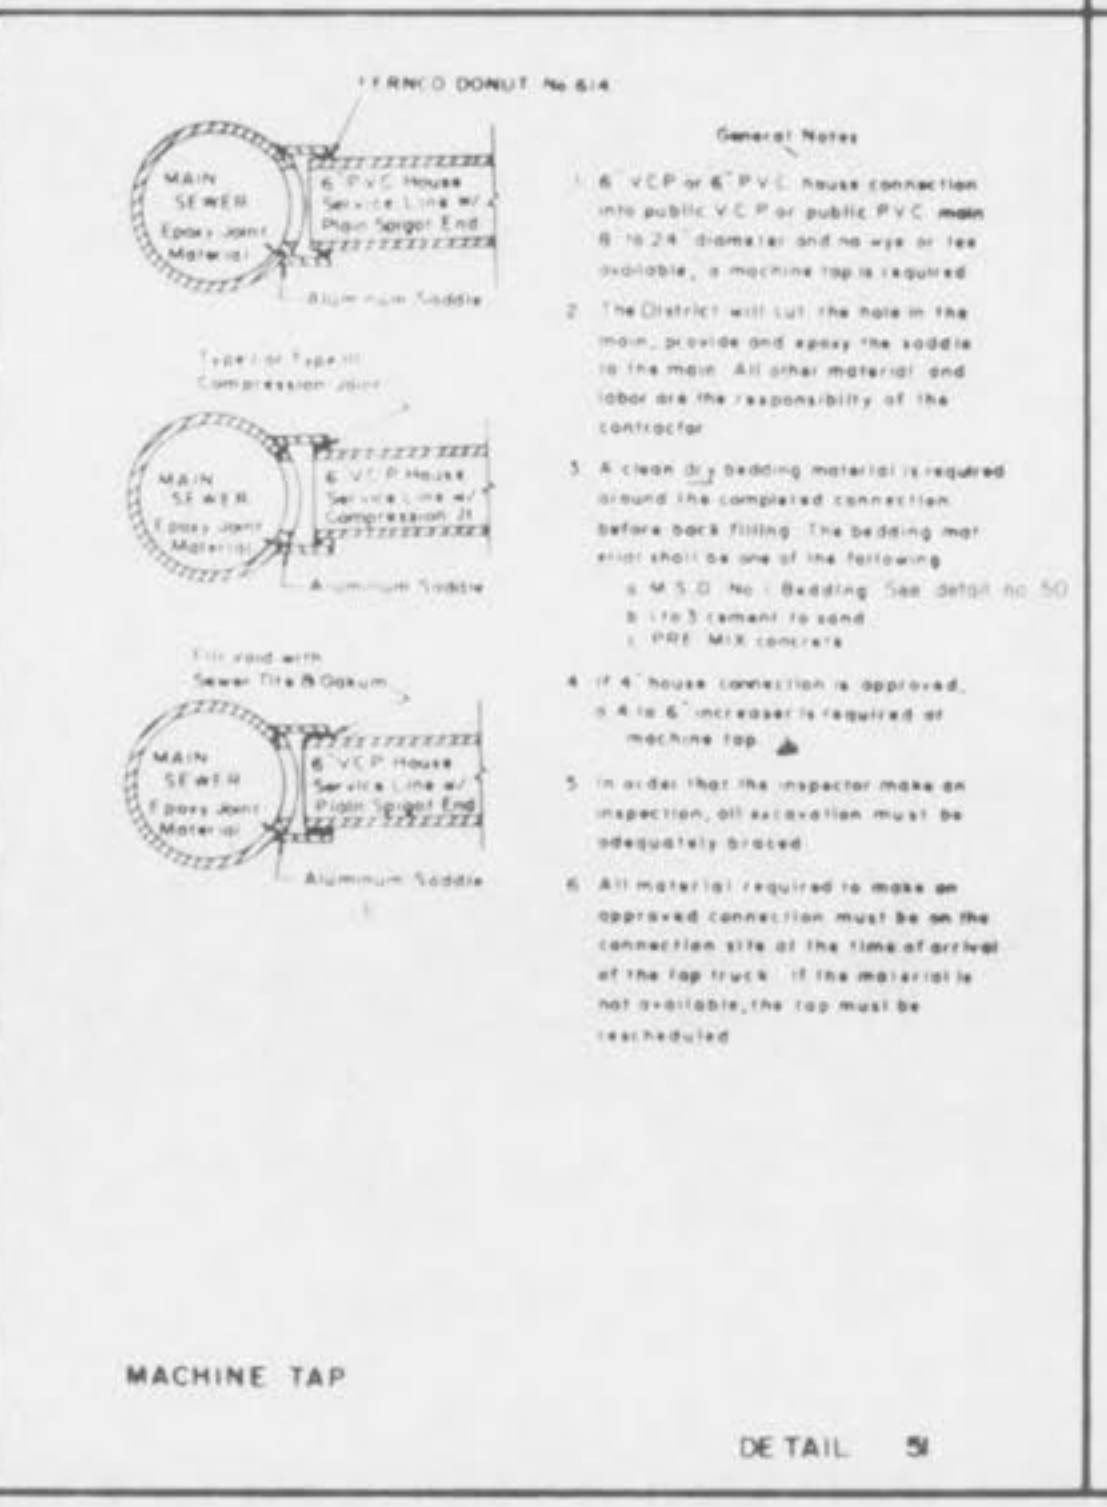 FERNCO DONUT No. 614
MAIN
SEWER
Epoxy Joint
Material
6" PVC House
Service Line w/
Plain Spigot End
Aluminum Saddle
Type I or Type III
Compression Joint
MAIN
SEWER
Epoxy Joint
Material
6" VCP House
Service Line w/
Compression Jt
Aluminum Saddle
Fill void with
Sewer Tite & Oakum
MAIN
SEWER
Epoxy Joint
Material
6" VCP House
Service Line w/
Plain Spigot End
Aluminum Saddle
General Notes
1 6" VCP or 6" PVC house connection
into public V.C.P or public PVC main
8 to 24" diameter and no wye or tee
available, a machine tap is required
2 The District will cut the hole in the
main, provide and epoxy the saddle
to the main. All other material and
labor are the responsibilty of the
contractor
3 A clean dry bedding material is required
around the completed connection
before back filling. The bedding mat
erial shall be one of the following
a M.S.D. No. 1 Bedding See detail no. 50
b 1 to 3 cement to sand
c PRE MIX concrete
4 If 4" house connection is approved,
a 4 to 6" increaser is required at
machine tap.
5 In order that the inspector make an
inspection, all excavation must be
adequately braced
6 All material required to make an
approved connection must be on the
connection site at the time of arrival
of the tap truck. If the material is
not available, the tap must be
rescheduled
MACHINE TAP
DETAIL 51